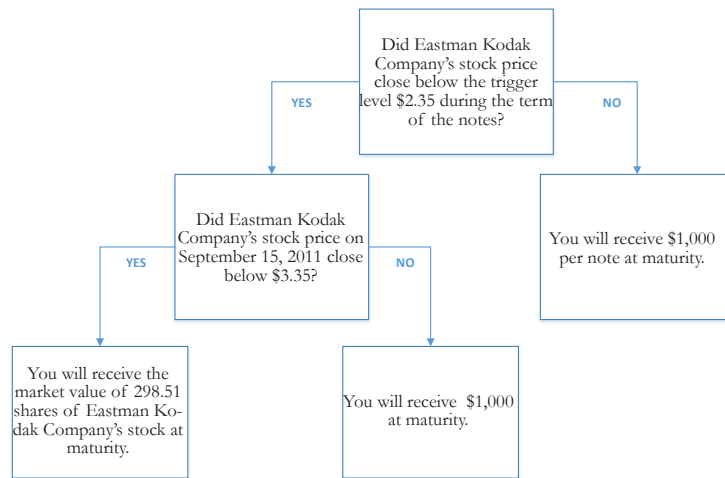 Did Eastman Kodak
Company's stock price
close below the trigger
level $2.35 during the term
of the notes?
YES
NO
Did Eastman Kodak
Company's stock price on
September 15, 2011 close
below $3.35?
You will receive $1,000
per note at maturity.
YES
NO
You will receive the
market value of 298.51
shares of Eastman Ko-
dak Company's stock at
maturity.
You will receive $1,000
at maturity.